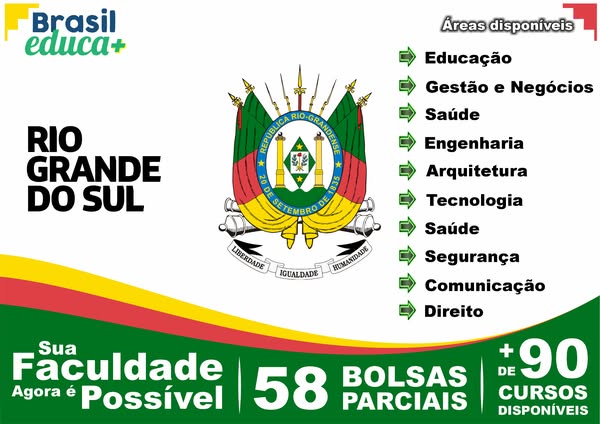 Brasil
educa+
Áreas disponíveis
Educação
Gestão e Negócios
Saúde
Engenharia
Arquitetura
Tecnologia
Saúde
Segurança
Comunicação
Direito
RIO
GRANDE
DO SUL
REPÚBLICA RIO-GRANDENSE
20 DE SETEMBRO DE 1835
LIBERDADE IGUALDADE HUMANIDADE
Sua
Faculdade
Agora é Possível
58 BOLSAS
PARCIAIS
+ DE 90
CURSOS
DISPONÍVEIS